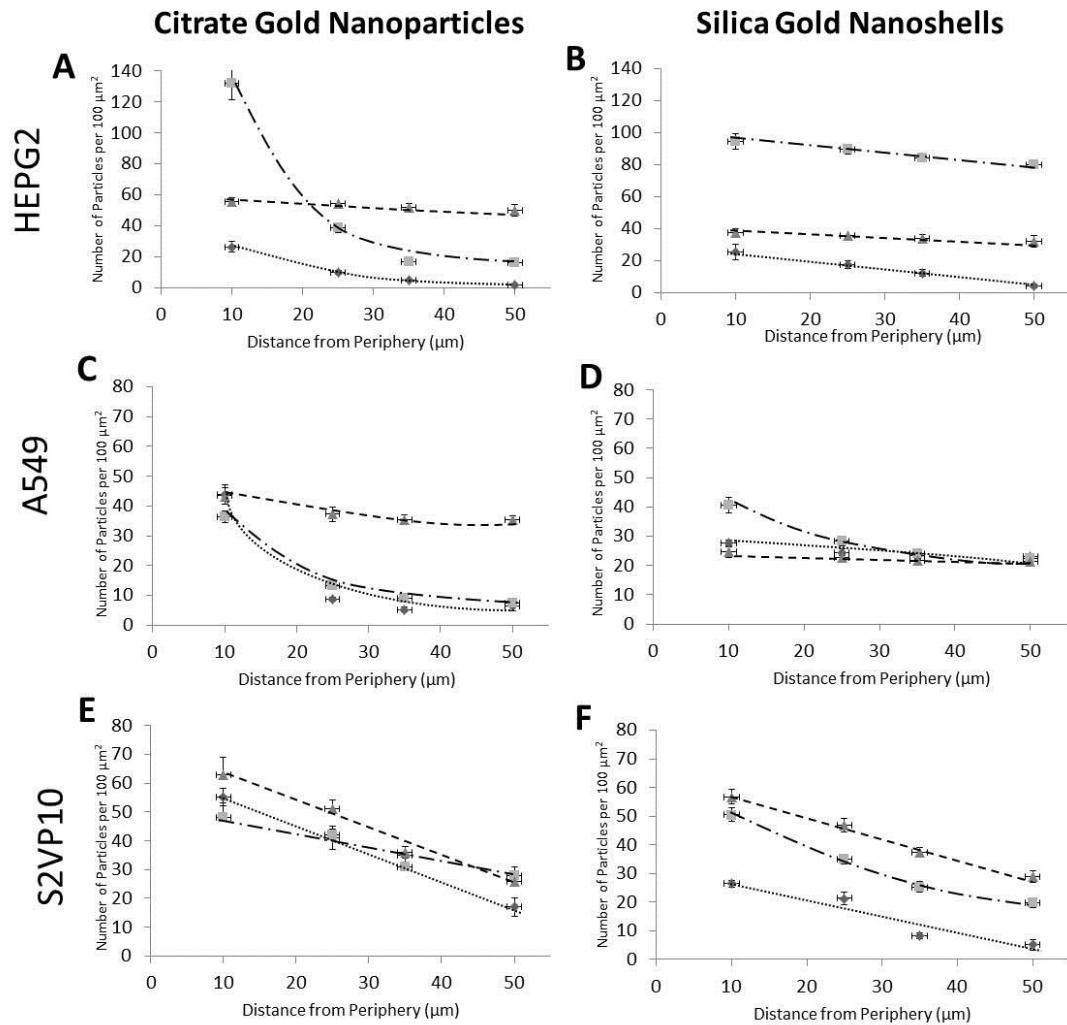 Citrate Gold Nanoparticles
Silica Gold Nanoshells
HEPG2
A
Number of Particles per 100 µm²
140
120
100
80
60
40
20
0
0 10 20 30 40 50
Distance from Periphery (µm)
B
Number of Particles per 100 µm²
140
120
100
80
60
40
20
0
0 10 20 30 40 50
Distance from Periphery (µm)
A549
C
Number of Particles per 100 µm²
80
70
60
50
40
30
20
10
0
0 10 20 30 40 50
Distance from Periphery (µm)
D
Number of Particles per 100 µm²
80
70
60
50
40
30
20
10
0
0 10 20 30 40 50
Distance from Periphery (µm)
S2VP10
E
Number of Particles per 100 µm²
80
70
60
50
40
30
20
10
0
0 10 20 30 40 50
Distance from Periphery (µm)
F
Number of Particles per 100 µm²
80
70
60
50
40
30
20
10
0
0 10 20 30 40 50
Distance from Periphery (µm)